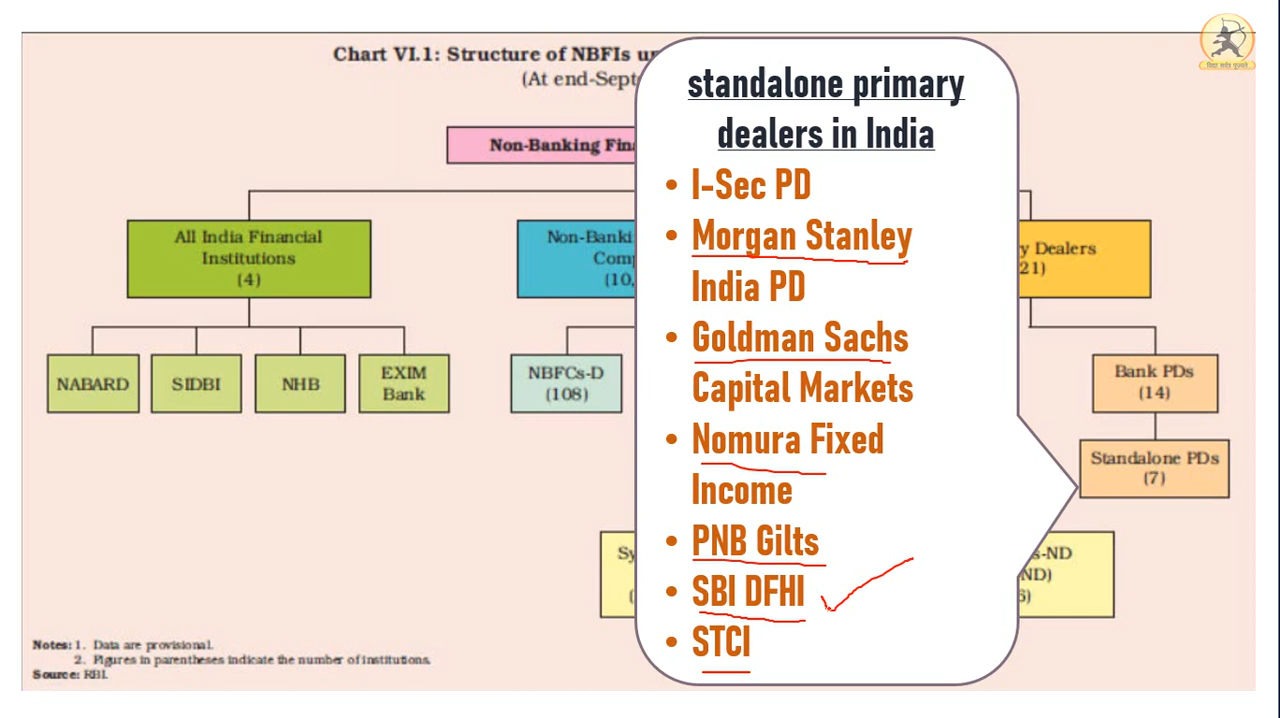 Chart VI.1: Structure of NBFIs
(At end-Sept
Non-Banking Fin
All India Financial
Institutions
(4)
NABARD
SIDBI
NHB
EXIM
Bank
Non-Banki
Comp
(10,
NBFCs-D
(108)
standalone primary
dealers in India
• I-Sec PD
• Morgan Stanley
India PD
• Goldman Sachs
Capital Markets
• Nomura Fixed
Income
• PNB Gilts
• SBI DFHI
• STCI
y Dealers
21)
Bank PDs
(14)
Standalone PDs
(7)
Sy
(
s-ND
ND)
6)
Notes: 1. Data are provisional.
2. Figures in parentheses indicate the number of institutions.
Source: RBI.